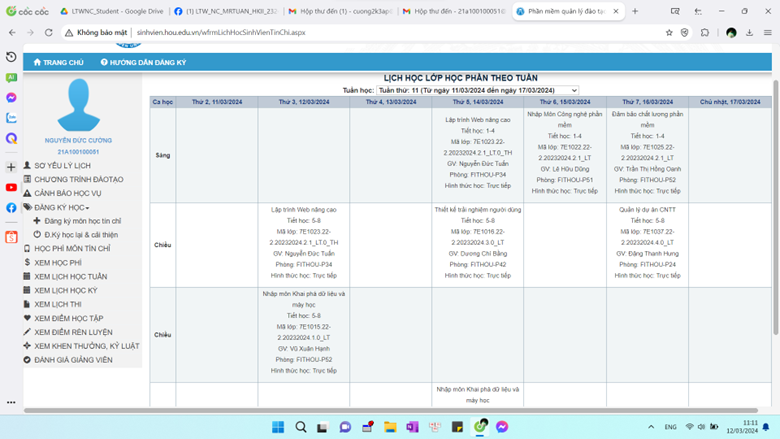 cốc cốc
LTWNC_Student - Google Drive
(1) LTW_NC_MRTUAN_HKII_232
Hộp thư đến (1) - cuong2k3apt
Hộp thư đến - 21a100100051@
Phần mềm quản lý đào tạ
Không bảo mật
sinhvien.hou.edu.vn/wfrmLichHocSinhVienTinChi.aspx
TRANG CHỦ
HƯỚNG DẪN ĐĂNG KÝ
NGUYỄN ĐỨC CƯỜNG
21A100100051
SƠ YẾU LÝ LỊCH
CHƯƠNG TRÌNH ĐÀO TẠO
CẢNH BÁO HỌC VỤ
ĐĂNG KÝ HỌC
Đăng ký môn học tín chỉ
Đ.Ký học lại & cải thiện
HỌC PHÍ MÔN TÍN CHỈ
XEM HỌC PHÍ
XEM LỊCH HỌC TUẦN
XEM LỊCH HỌC KỲ
XEM LỊCH THI
XEM ĐIỂM HỌC TẬP
XEM ĐIỂM RÈN LUYỆN
XEM KHEN THƯỞNG, KỶ LUẬT
ĐÁNH GIÁ GIẢNG VIÊN
LỊCH HỌC LỚP HỌC PHẦN THEO TUẦN
Tuần học: Tuần thứ: 11 (Từ ngày 11/03/2024 đến ngày 17/03/2024)
Ca học
Thứ 2, 11/03/2024
Thứ 3, 12/03/2024
Thứ 4, 13/03/2024
Thứ 5, 14/03/2024
Thứ 6, 15/03/2024
Thứ 7, 16/03/2024
Chủ nhật, 17/03/2024
Sáng
Lập trình Web nâng cao
Tiết học: 1-4
Mã lớp: 7E1023.22-
2.20232024.2.1_LT.0_TH
GV: Nguyễn Đức Tuấn
Phòng: FITHOU-P34
Hình thức học: Trực tiếp
Nhập Môn Công nghệ phần
mềm
Tiết học: 1-4
Mã lớp: 7E1022.22-
2.20232024.2.1_LT
GV: Lê Hữu Dũng
Phòng: FITHOU-P51
Hình thức học: Trực tiếp
Đảm bảo chất lượng phần
mềm
Tiết học: 1-4
Mã lớp: 7E1025.22-
2.20232024.2.1_LT
GV: Trần Thị Hồng Oanh
Phòng: FITHOU-P52
Hình thức học: Trực tiếp
Chiều
Lập trình Web nâng cao
Tiết học: 5-8
Mã lớp: 7E1023.22-
2.20232024.2.1_LT.0_TH
GV: Nguyễn Đức Tuấn
Phòng: FITHOU-P34
Hình thức học: Trực tiếp
Thiết kế trải nghiệm người dùng
Tiết học: 5-8
Mã lớp: 7E1016.22-
2.20232024.3.0_LT
GV: Dương Chí Bằng
Phòng: FITHOU-P42
Hình thức học: Trực tiếp
Quản lý dự án CNTT
Tiết học: 5-8
Mã lớp: 7E1037.22-
2.20232024.4.0_LT
GV: Đặng Thanh Hưng
Phòng: FITHOU-P24
Hình thức học: Trực tiếp
Chiều
Nhập môn Khai phá dữ liệu và
máy học
Tiết học: 5-8
Mã lớp: 7E1015.22-
2.20232024.1.0_LT
GV: Vũ Xuân Hạnh
Phòng: FITHOU-P52
Hình thức học: Trực tiếp
Nhập môn Khai phá dữ liệu và
máy học
ENG
11:11
12/03/2024